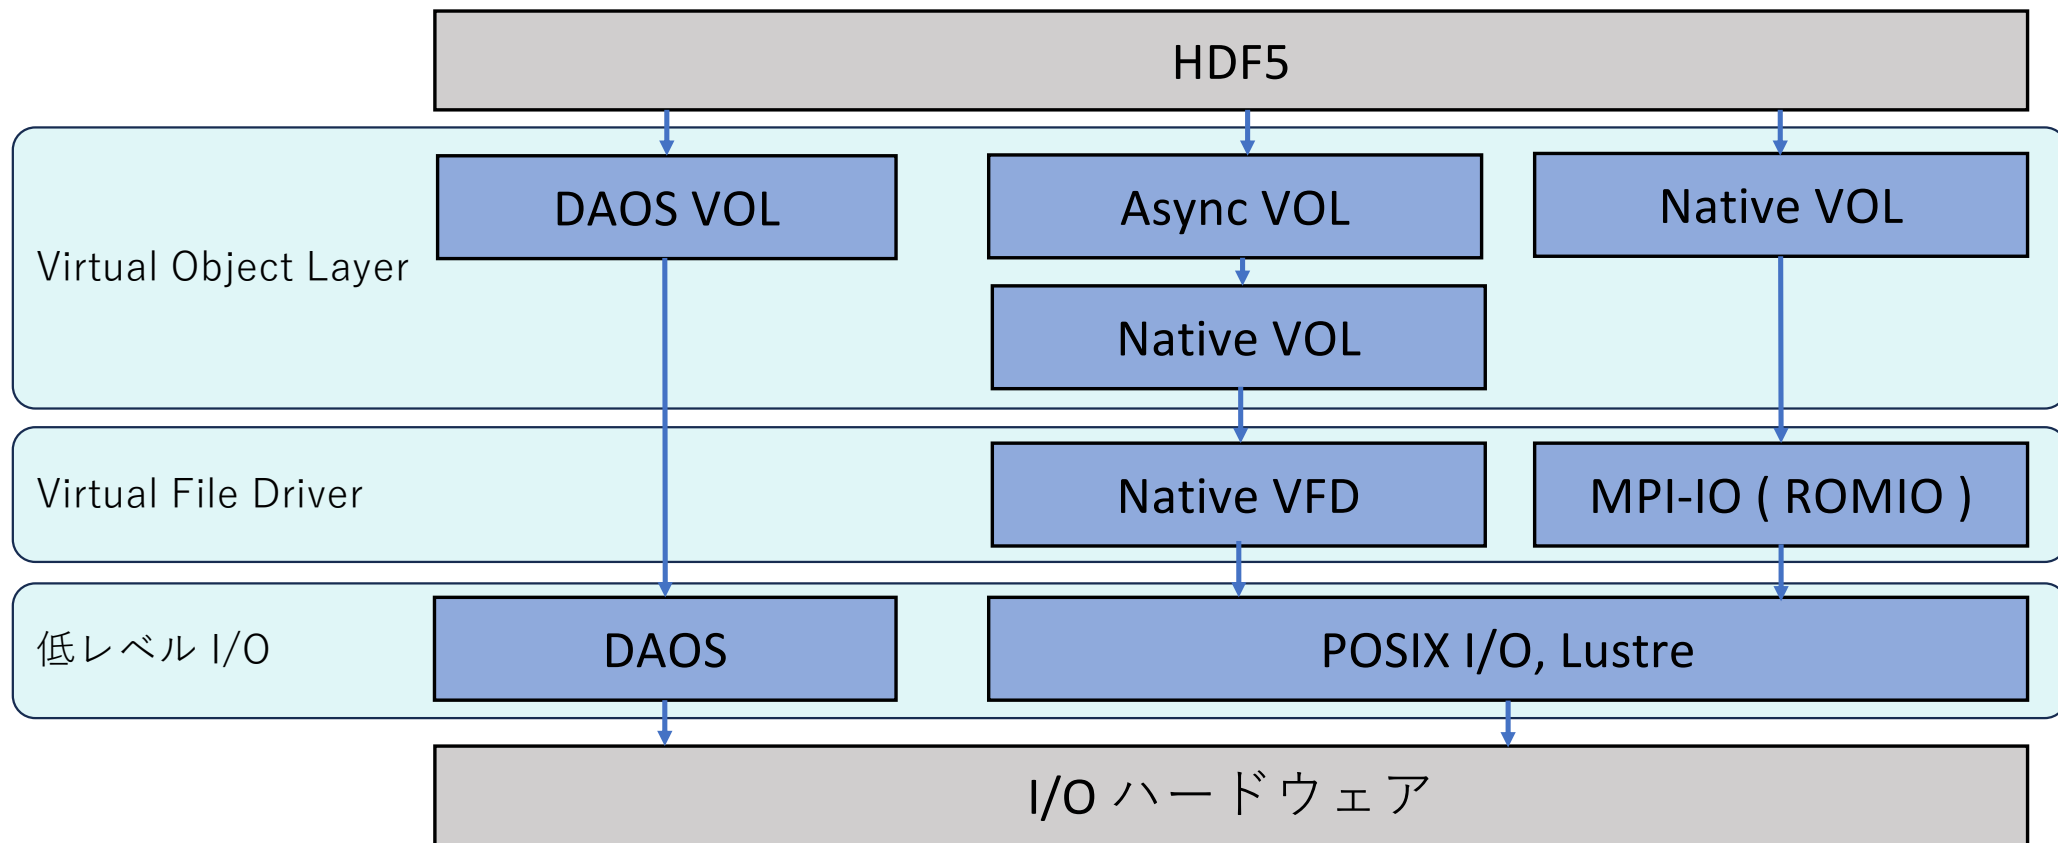 HDF5
Virtual Object Layer
DAOS VOL
Async VOL
Native VOL
Native VOL
Virtual File Driver
Native VFD
MPI-IO ( ROMIO )
低レベル I/O
DAOS
POSIX I/O, Lustre
I/O ハードウェア